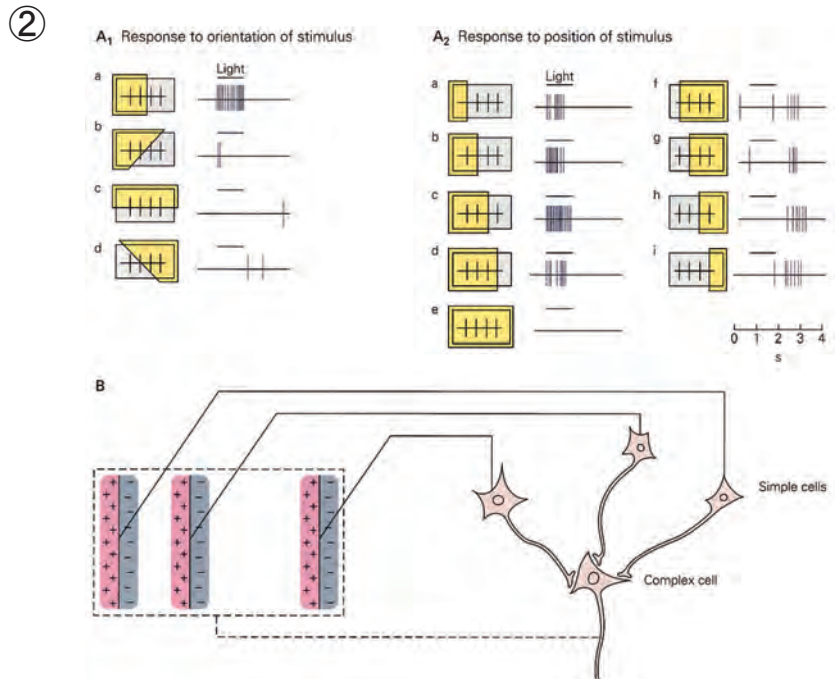 ②
A₁ Response to orientation of stimulus
Light
a
b
c
d
A₂ Response to position of stimulus
Light
a
b
c
d
e
f
g
h
i
0 1 2 3 4
s
B
+ + + + + + + + − − − − − − −
+ + + + + + + + − − − − − − −
+ + + + + + + + − − − − − − −
Simple cells
Complex cell